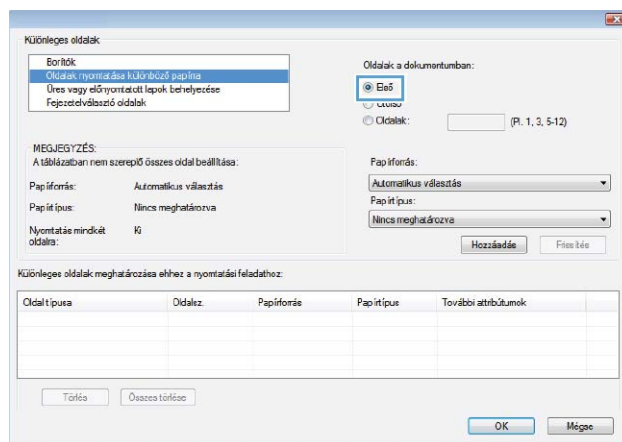 Különleges oldalak
Borítók
Oldalak nyomtatása különböző papírra
Üres vagy előnyomtatott lapok behelyezése
Fejezetelválasztó oldalak
Oldalak a dokumentumban:
Első
Utolsó
Oldalak:
(Pl. 1, 3, 5-12)
MEGJEGYZÉS:
A táblázatban nem szereplő összes oldal beállítása:
Papírforrás: Automatikus választás
Papírtípus: Nincs meghatározva
Nyomtatás mindkét oldalra: Ki
Papírforrás:
Automatikus választás
Papírtípus:
Nincs meghatározva
Hozzáadás Frissítés
Különleges oldalak meghatározása ehhez a nyomtatási feladathoz:
Oldaltípusa Oldalsz. Papírforrás Papírtípus További attribútumok
Törlés Összes törlése
OK Mégse